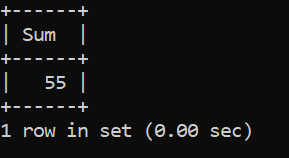 +------+
| Sum  |
+------+
|   55 |
+------+
1 row in set (0.00 sec)